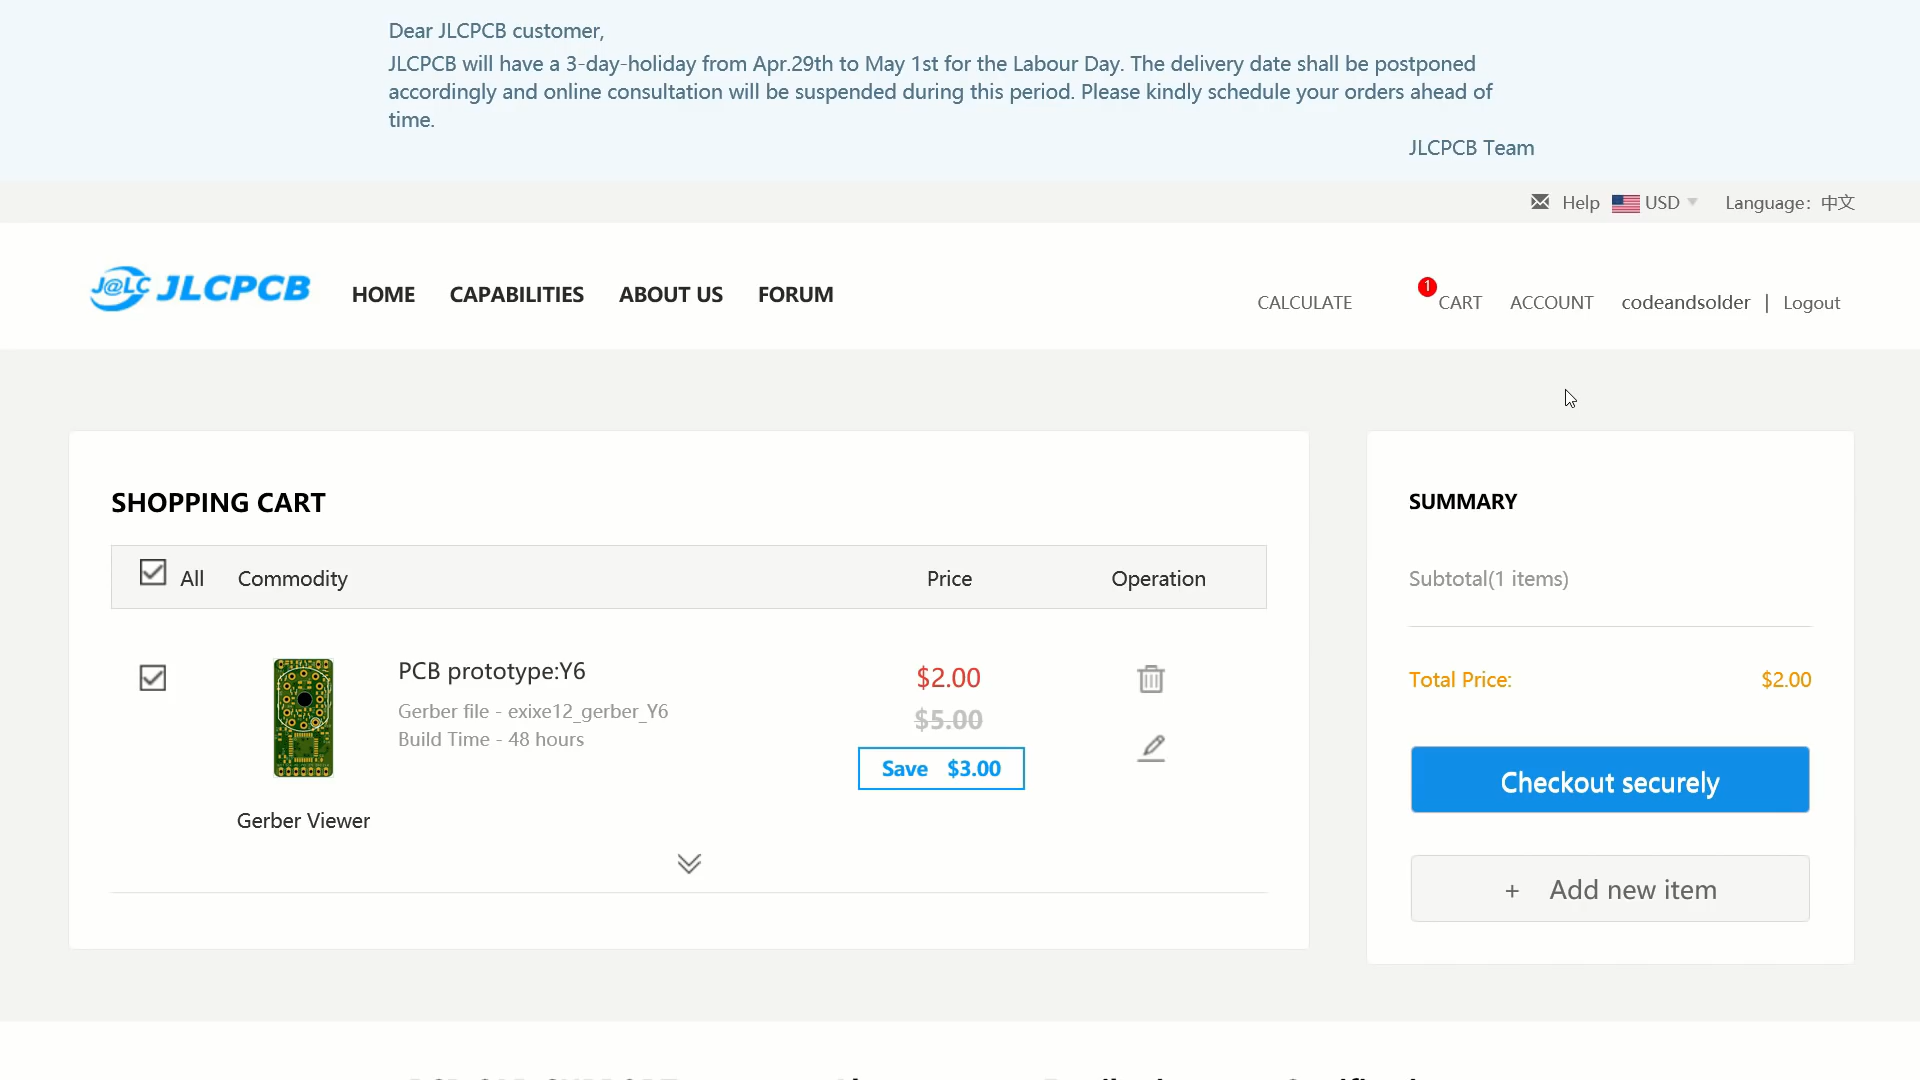 Dear JLCPCB customer,
JLCPCB will have a 3-day-holiday from Apr.29th to May 1st for the Labour Day. The delivery date shall be postponed
accordingly and online consultation will be suspended during this period. Please kindly schedule your orders ahead of
time.
JLCPCB Team
Help USD Language: 中文
J@LC JLCPCB HOME CAPABILITIES ABOUT US FORUM
CALCULATE 1 CART ACCOUNT codeandsolder | Logout
SHOPPING CART
All Commodity Price Operation
PCB prototype:Y6
Gerber file - exixe12_gerber_Y6
Build Time - 48 hours
$2.00
$5.00
Save $3.00
Gerber Viewer
SUMMARY
Subtotal(1 items)
Total Price: $2.00
Checkout securely
+ Add new item